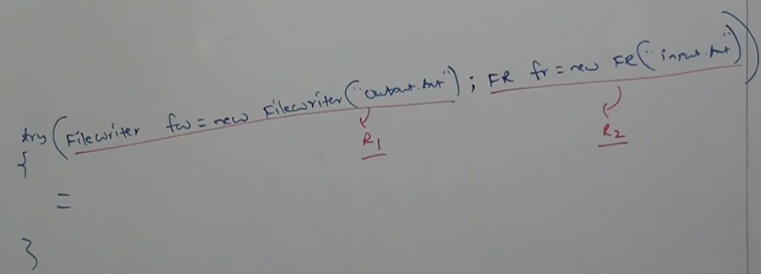 try(FileWriter fw = new FileWriter("output.txt"); FR fr = new FR("input.txt"))
R1 R2
{
=
}